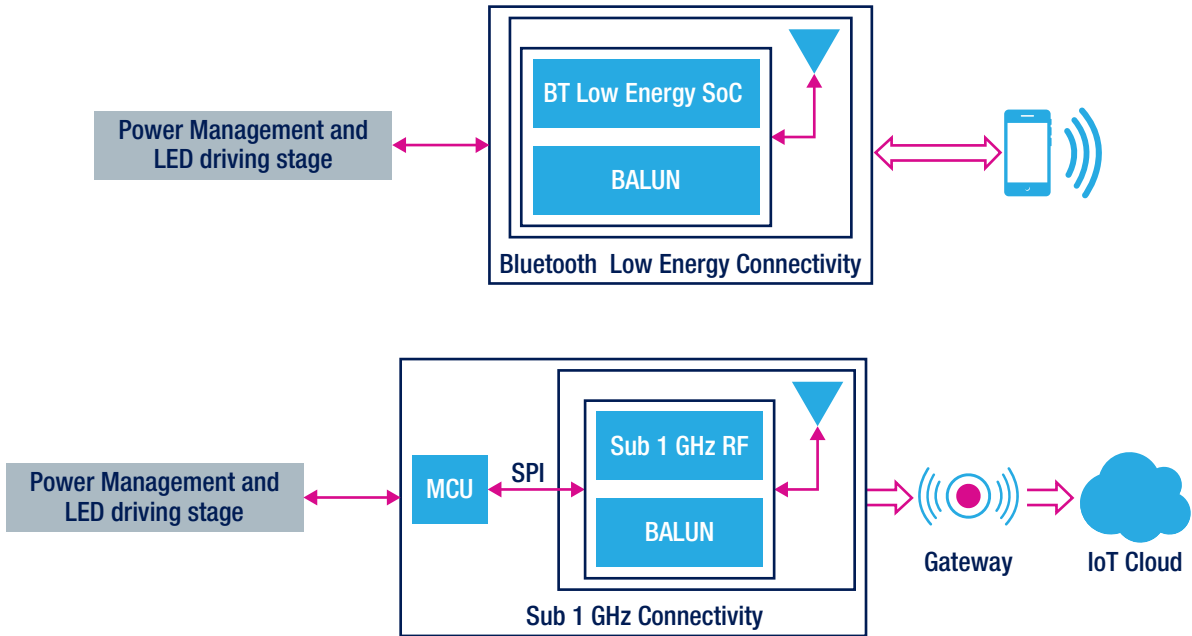 BT Low Energy SoC
Power Management and
LED driving stage
BALUN
Bluetooth Low Energy Connectivity
Sub 1 GHz RF
SPI
MCU
Power Management and
LED driving stage
BALUN
Gateway
IoT Cloud
Sub 1 GHz Connectivity